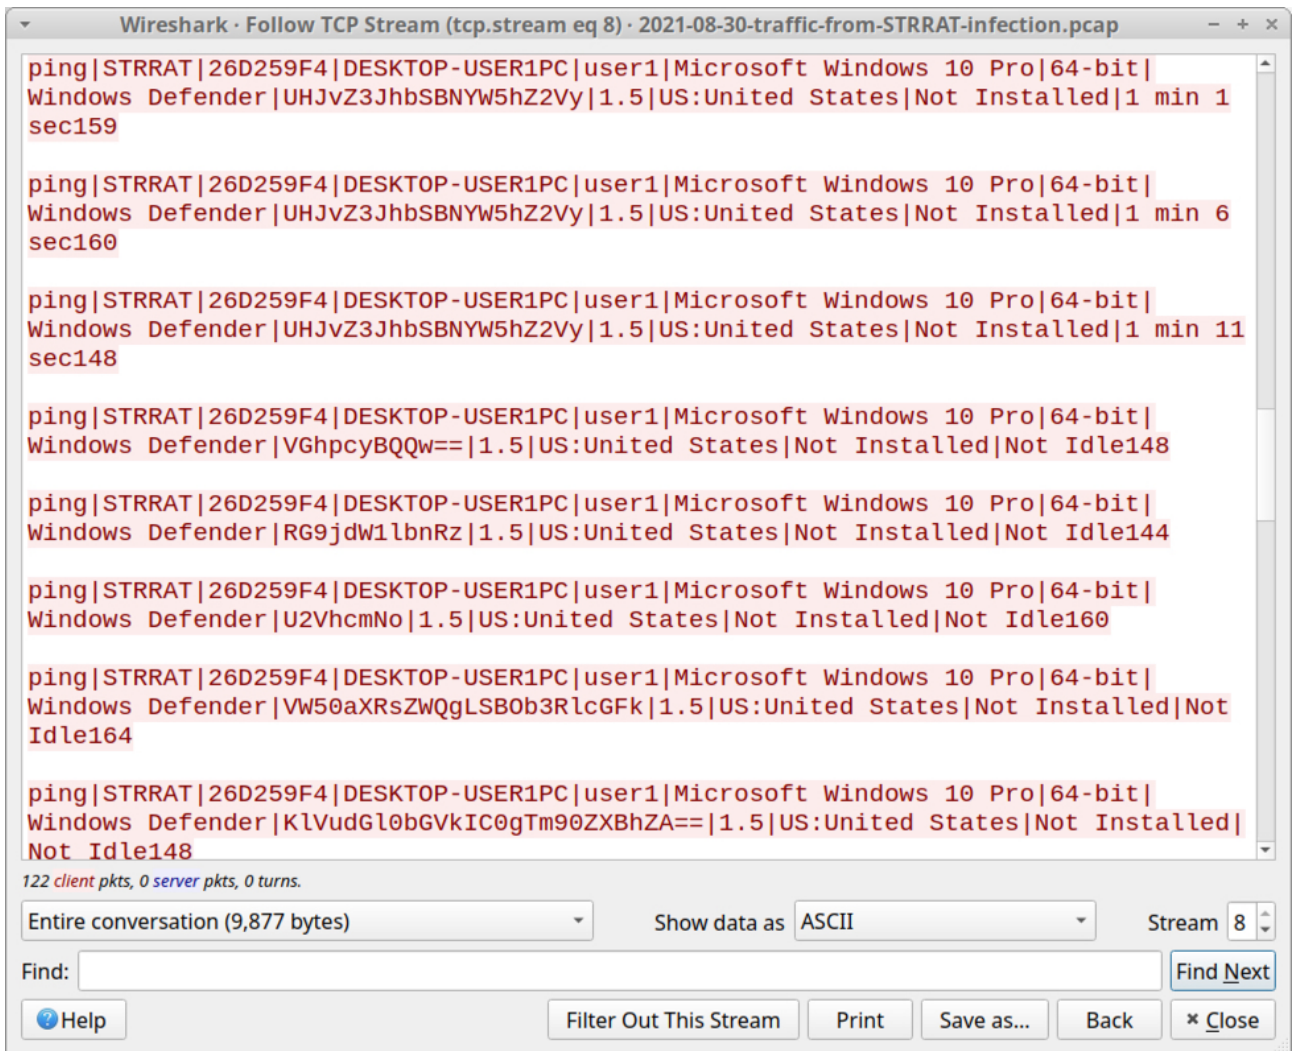 Wireshark · Follow TCP Stream (tcp.stream eq 8) · 2021-08-30-traffic-from-STRRAT-infection.pcap
ping|STRRAT|26D259F4|DESKTOP-USER1PC|user1|Microsoft Windows 10 Pro|64-bit|
Windows Defender|UHJvZ3JhbSBNYW5hZ2Vy|1.5|US:United States|Not Installed|1 min 1
sec159
ping|STRRAT|26D259F4|DESKTOP-USER1PC|user1|Microsoft Windows 10 Pro|64-bit|
Windows Defender|UHJvZ3JhbSBNYW5hZ2Vy|1.5|US:United States|Not Installed|1 min 6
sec160
ping|STRRAT|26D259F4|DESKTOP-USER1PC|user1|Microsoft Windows 10 Pro|64-bit|
Windows Defender|UHJvZ3JhbSBNYW5hZ2Vy|1.5|US:United States|Not Installed|1 min 11
sec148
ping|STRRAT|26D259F4|DESKTOP-USER1PC|user1|Microsoft Windows 10 Pro|64-bit|
Windows Defender|VGhpcyBQQw==|1.5|US:United States|Not Installed|Not Idle148
ping|STRRAT|26D259F4|DESKTOP-USER1PC|user1|Microsoft Windows 10 Pro|64-bit|
Windows Defender|RG9jdW1lbnRz|1.5|US:United States|Not Installed|Not Idle144
ping|STRRAT|26D259F4|DESKTOP-USER1PC|user1|Microsoft Windows 10 Pro|64-bit|
Windows Defender|U2VhcmNo|1.5|US:United States|Not Installed|Not Idle160
ping|STRRAT|26D259F4|DESKTOP-USER1PC|user1|Microsoft Windows 10 Pro|64-bit|
Windows Defender|VW50aXRsZWQgLSBOb3RlcGFk|1.5|US:United States|Not Installed|Not
Idle164
ping|STRRAT|26D259F4|DESKTOP-USER1PC|user1|Microsoft Windows 10 Pro|64-bit|
Windows Defender|KlVudGl0bGVkIC0gTm90ZXBhZA==|1.5|US:United States|Not Installed|
Not Idle148
122 client pkts, 0 server pkts, 0 turns.
Entire conversation (9,877 bytes) Show data as ASCII Stream 8
Find: Find Next
Help Filter Out This Stream Print Save as... Back Close